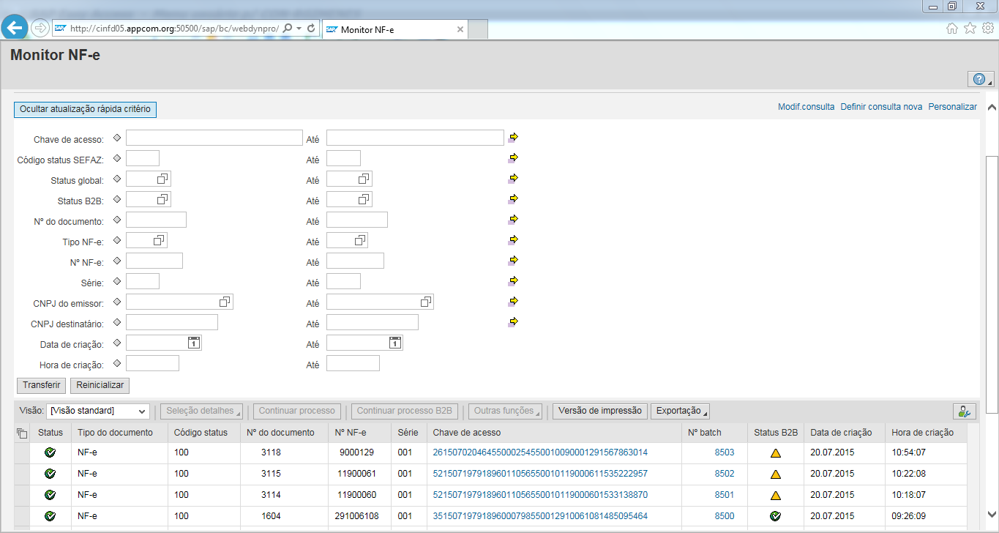 http://cinfd05.appcom.org:50500/sap/bc/webdynpro/
SAP Monitor NF-e
Monitor NF-e
Ocultar atualização rápida critério
Modif.consulta Definir consulta nova Personalizar
Chave de acesso: Até
Código status SEFAZ: Até
Status global: Até
Status B2B: Até
Nº do documento: Até
Tipo NF-e: Até
Nº NF-e: Até
Série: Até
CNPJ do emissor: Até
CNPJ destinatário: Até
Data de criação: 1 Até 1
Hora de criação: Até
Transferir Reinicializar
Visão: [Visão standard] Seleção detalhes Continuar processo Continuar processo B2B Outras funções Versão de impressão Exportação
Status Tipo do documento Código status Nº do documento Nº NF-e Série Chave de acesso Nº batch Status B2B Data de criação Hora de criação
NF-e 100 3118 9000129 001 26150702046455000254550010090001291567863014 8503 20.07.2015 10:54:07
NF-e 100 3115 11900061 001 52150719791896011056550010119000611535222957 8502 20.07.2015 10:22:08
NF-e 100 3114 11900060 001 52150719791896011056550010119000601533138870 8501 20.07.2015 10:18:07
NF-e 100 1604 291006108 001 35150719791896000798550012910061081485095464 8500 20.07.2015 09:26:09